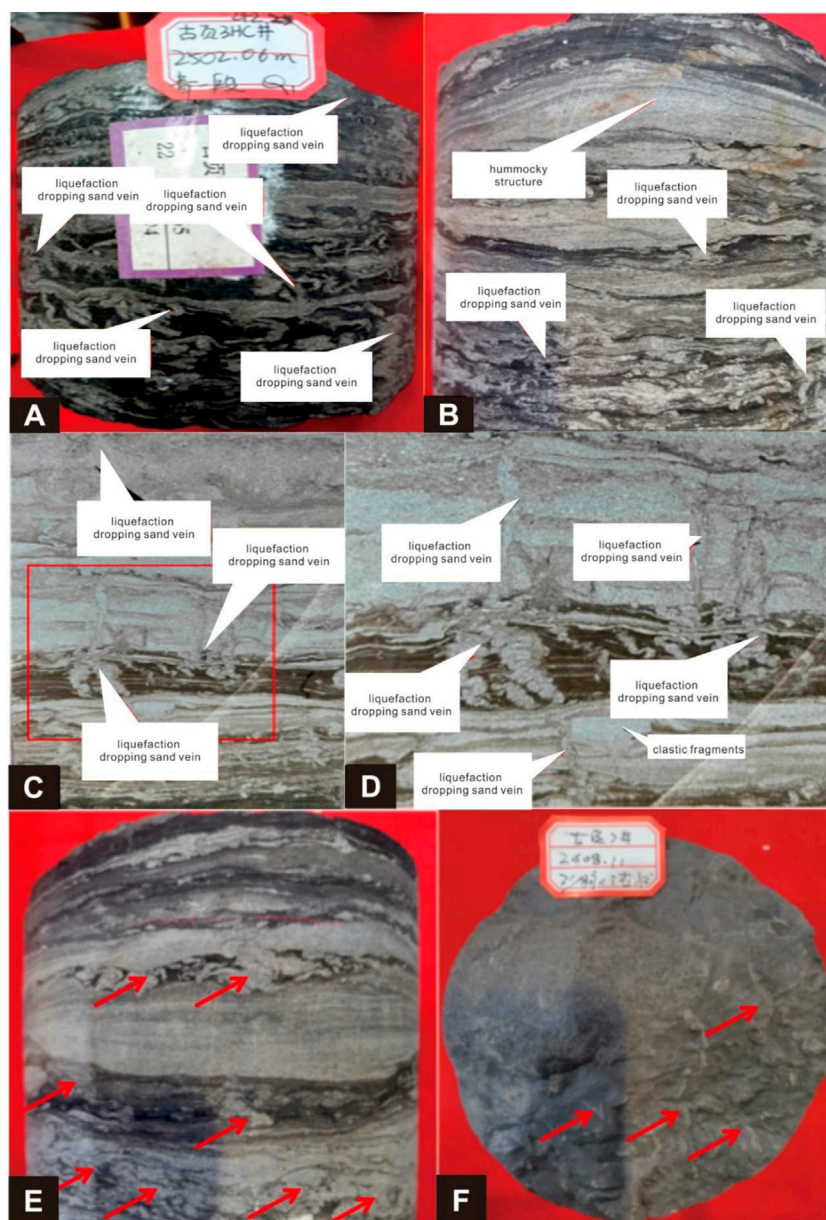 古页3HC井
2502.06m
青一段 Q1
22
liquefaction
dropping sand vein
liquefaction
dropping sand vein
liquefaction
dropping sand vein
liquefaction
dropping sand vein
liquefaction
dropping sand vein
A
hummocky
structure
liquefaction
dropping sand vein
liquefaction
dropping sand vein
liquefaction
dropping sand vein
B
liquefaction
dropping sand vein
liquefaction
dropping sand vein
liquefaction
dropping sand vein
C
liquefaction
dropping sand vein
liquefaction
dropping sand vein
liquefaction
dropping sand vein
liquefaction
dropping sand vein
clastic fragments
liquefaction
dropping sand vein
D
E
2408.11
F